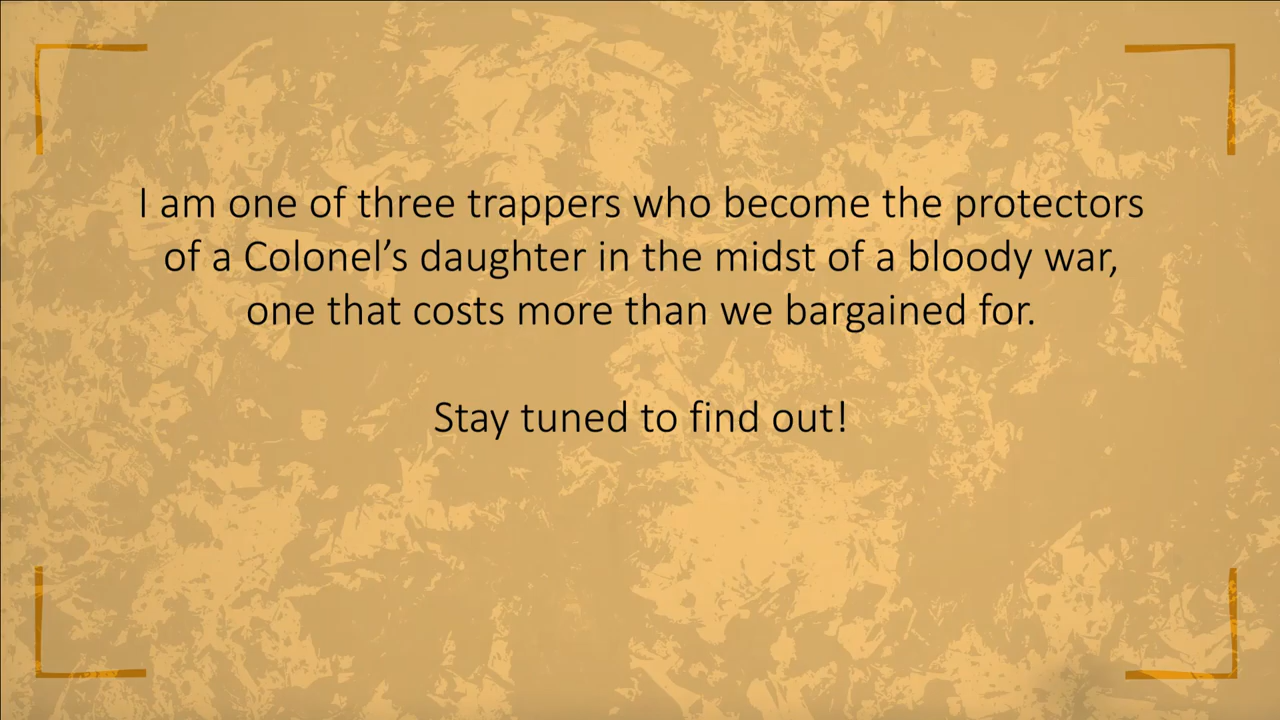 I am one of three trappers who become the protectors
of a Colonel’s daughter in the midst of a bloody war,
one that costs more than we bargained for.
Stay tuned to find out!